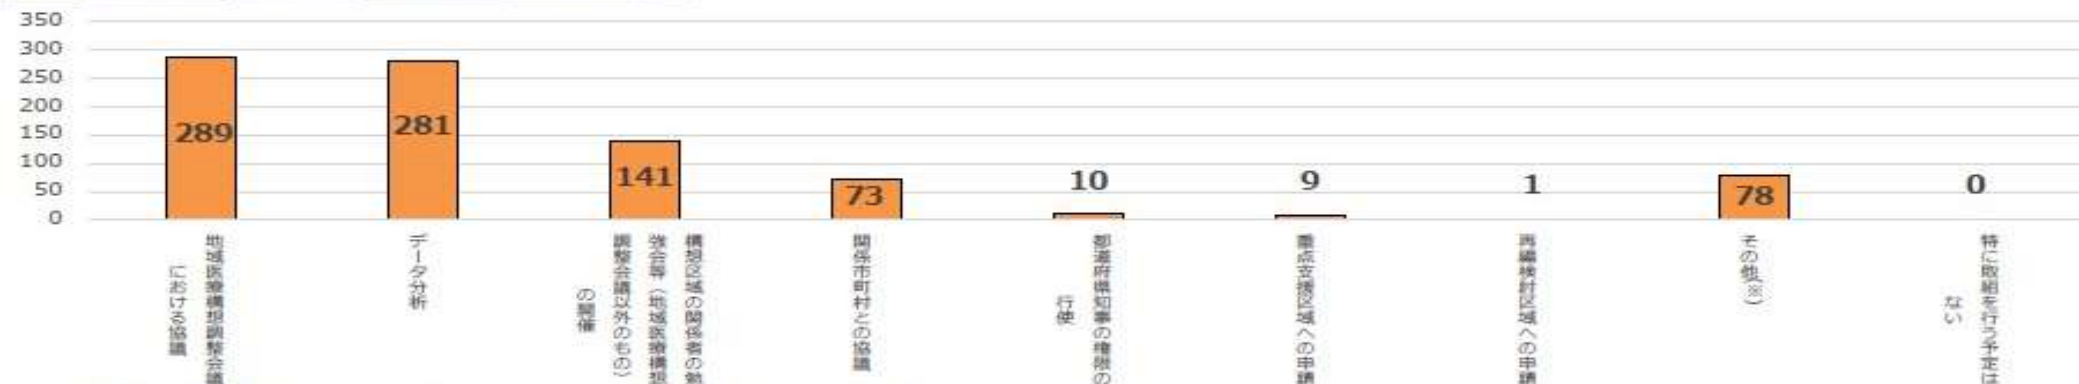 350
300
250
200
150
100
50
0
289
281
141
73
10
9
1
78
0
地域医療構想調整会議
における協議
データ分析
構想区域の関係者の勉
強会等(地域医療構想
調整会議以外のもの)
の開催
関係市町村との協議
都道府県知事の権限の
行使
重点支援区域への申請
再編検討区域への申請
その他※)
特に取組を行う予定は
ない